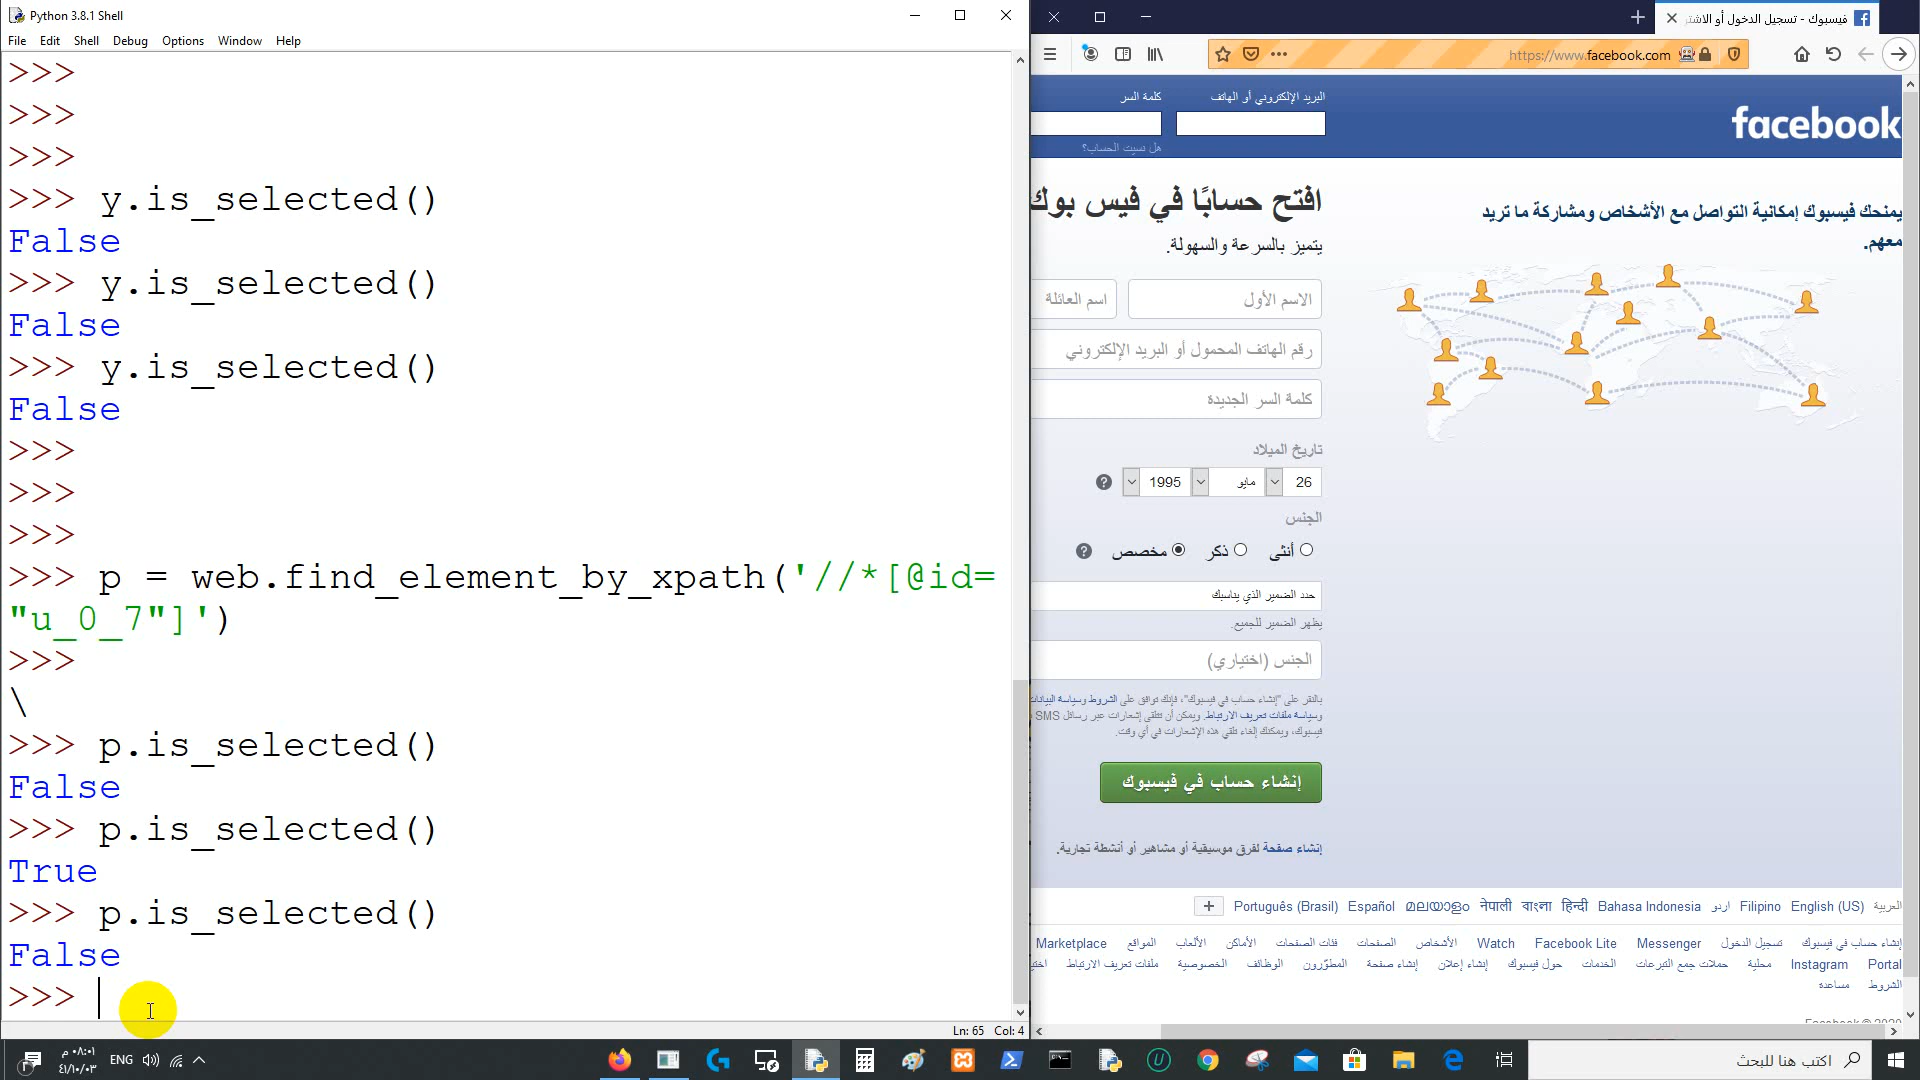 Python 3.8.1 Shell
File Edit Shell Debug Options Window Help
>>>
>>>
>>>
>>> y.is_selected()
False
>>> y.is_selected()
False
>>> y.is_selected()
False
>>>
>>>
>>>
>>> p = web.find_element_by_xpath('//*[@id=
"u_0_7"]')
>>>
\
>>> p.is_selected()
False
>>> p.is_selected()
True
>>> p.is_selected()
False
>>>
Ln: 65 Col: 4
فيسبوك - تسجيل الدخول أو الاشتر
https://www.facebook.com
facebook
البريد الإلكتروني أو الهاتف
كلمة السر
هل نسيت الحساب؟
يمنحك فيسبوك إمكانية التواصل مع الأشخاص ومشاركة ما تريد
معهم.
افتح حسابًا في فيس بوك
يتميز بالسرعة والسهولة.
الاسم الأول
اسم العائلة
رقم الهاتف المحمول أو البريد الإلكتروني
كلمة السر الجديدة
تاريخ الميلاد
26 مايو 1995
الجنس
أنثى ذكر مخصص
حدد الضمير الذي يناسبك
يظهر الضمير للجميع.
الجنس (اختياري)
بالنقر على "إنشاء حساب في فيسبوك"، فإنك توافق على الشروط وسياسة البيانات
وسياسة ملفات تعريف الارتباط. ويمكن أن تتلقى إشعارات عبر رسائل SMS
فيسبوك، ويمكنك إلغاء تلقي هذه الإشعارات في أي وقت.
إنشاء حساب في فيسبوك
إنشاء صفحة لفرق موسيقية أو مشاهير أو أنشطة تجارية.
العربية English (US) Filipino اردو Bahasa Indonesia हिन्दी বাংলা नेपाली മലയാളം Español Português (Brasil)
إنشاء حساب في فيسبوك تسجيل الدخول Messenger Facebook Lite Watch الأشخاص الصفحات فئات الصفحات الأماكن الألعاب المواقع Marketplace
Portal Instagram محلية حملات جمع التبرعات الخدمات حول فيسبوك إنشاء إعلان إنشاء صفحة المطوّرون الوظائف الخصوصية ملفات تعريف الارتباط
الشروط مساعدة
٠٨:٠١ م
٤١/١٠/٠٣
ENG
اكتب هنا للبحث